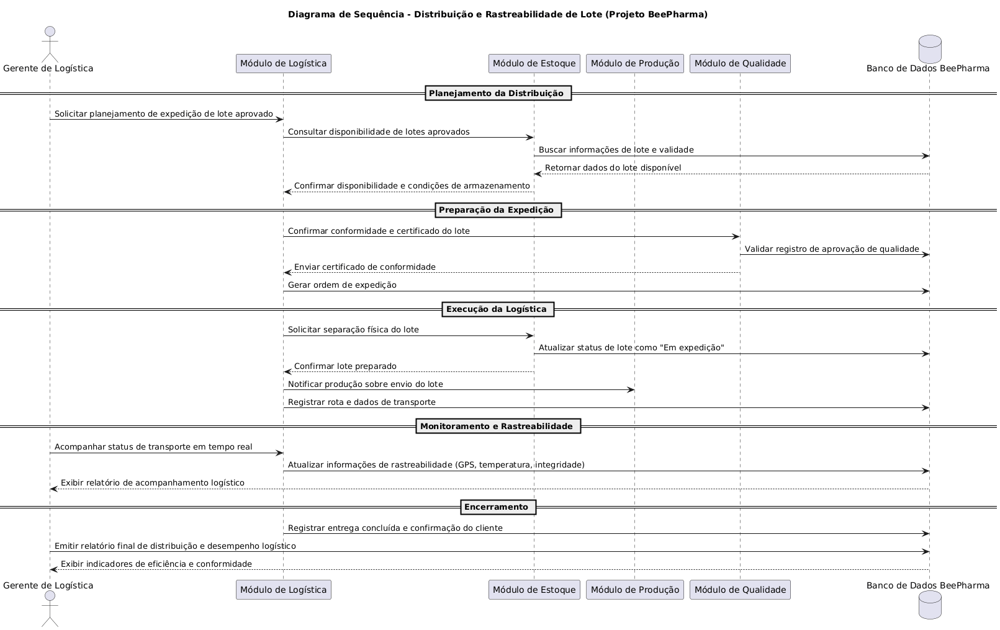 Diagrama de Sequência - Distribuição e Rastreabilidade de Lote (Projeto BeePharma)
Gerente de Logística
Módulo de Logística
Módulo de Estoque
Módulo de Produção
Módulo de Qualidade
Banco de Dados BeePharma
Planejamento da Distribuição
Solicitar planejamento de expedição de lote aprovado
Consultar disponibilidade de lotes aprovados
Buscar informações de lote e validade
Retornar dados do lote disponível
Confirmar disponibilidade e condições de armazenamento
Preparação da Expedição
Confirmar conformidade e certificado do lote
Validar registro de aprovação de qualidade
Enviar certificado de conformidade
Gerar ordem de expedição
Execução da Logística
Solicitar separação física do lote
Atualizar status de lote como "Em expedição"
Confirmar lote preparado
Notificar produção sobre envio do lote
Registrar rota e dados de transporte
Monitoramento e Rastreabilidade
Acompanhar status de transporte em tempo real
Atualizar informações de rastreabilidade (GPS, temperatura, integridade)
Exibir relatório de acompanhamento logístico
Encerramento
Registrar entrega concluída e confirmação do cliente
Emitir relatório final de distribuição e desempenho logístico
Exibir indicadores de eficiência e conformidade
Gerente de Logística
Módulo de Logística
Módulo de Estoque
Módulo de Produção
Módulo de Qualidade
Banco de Dados BeePharma